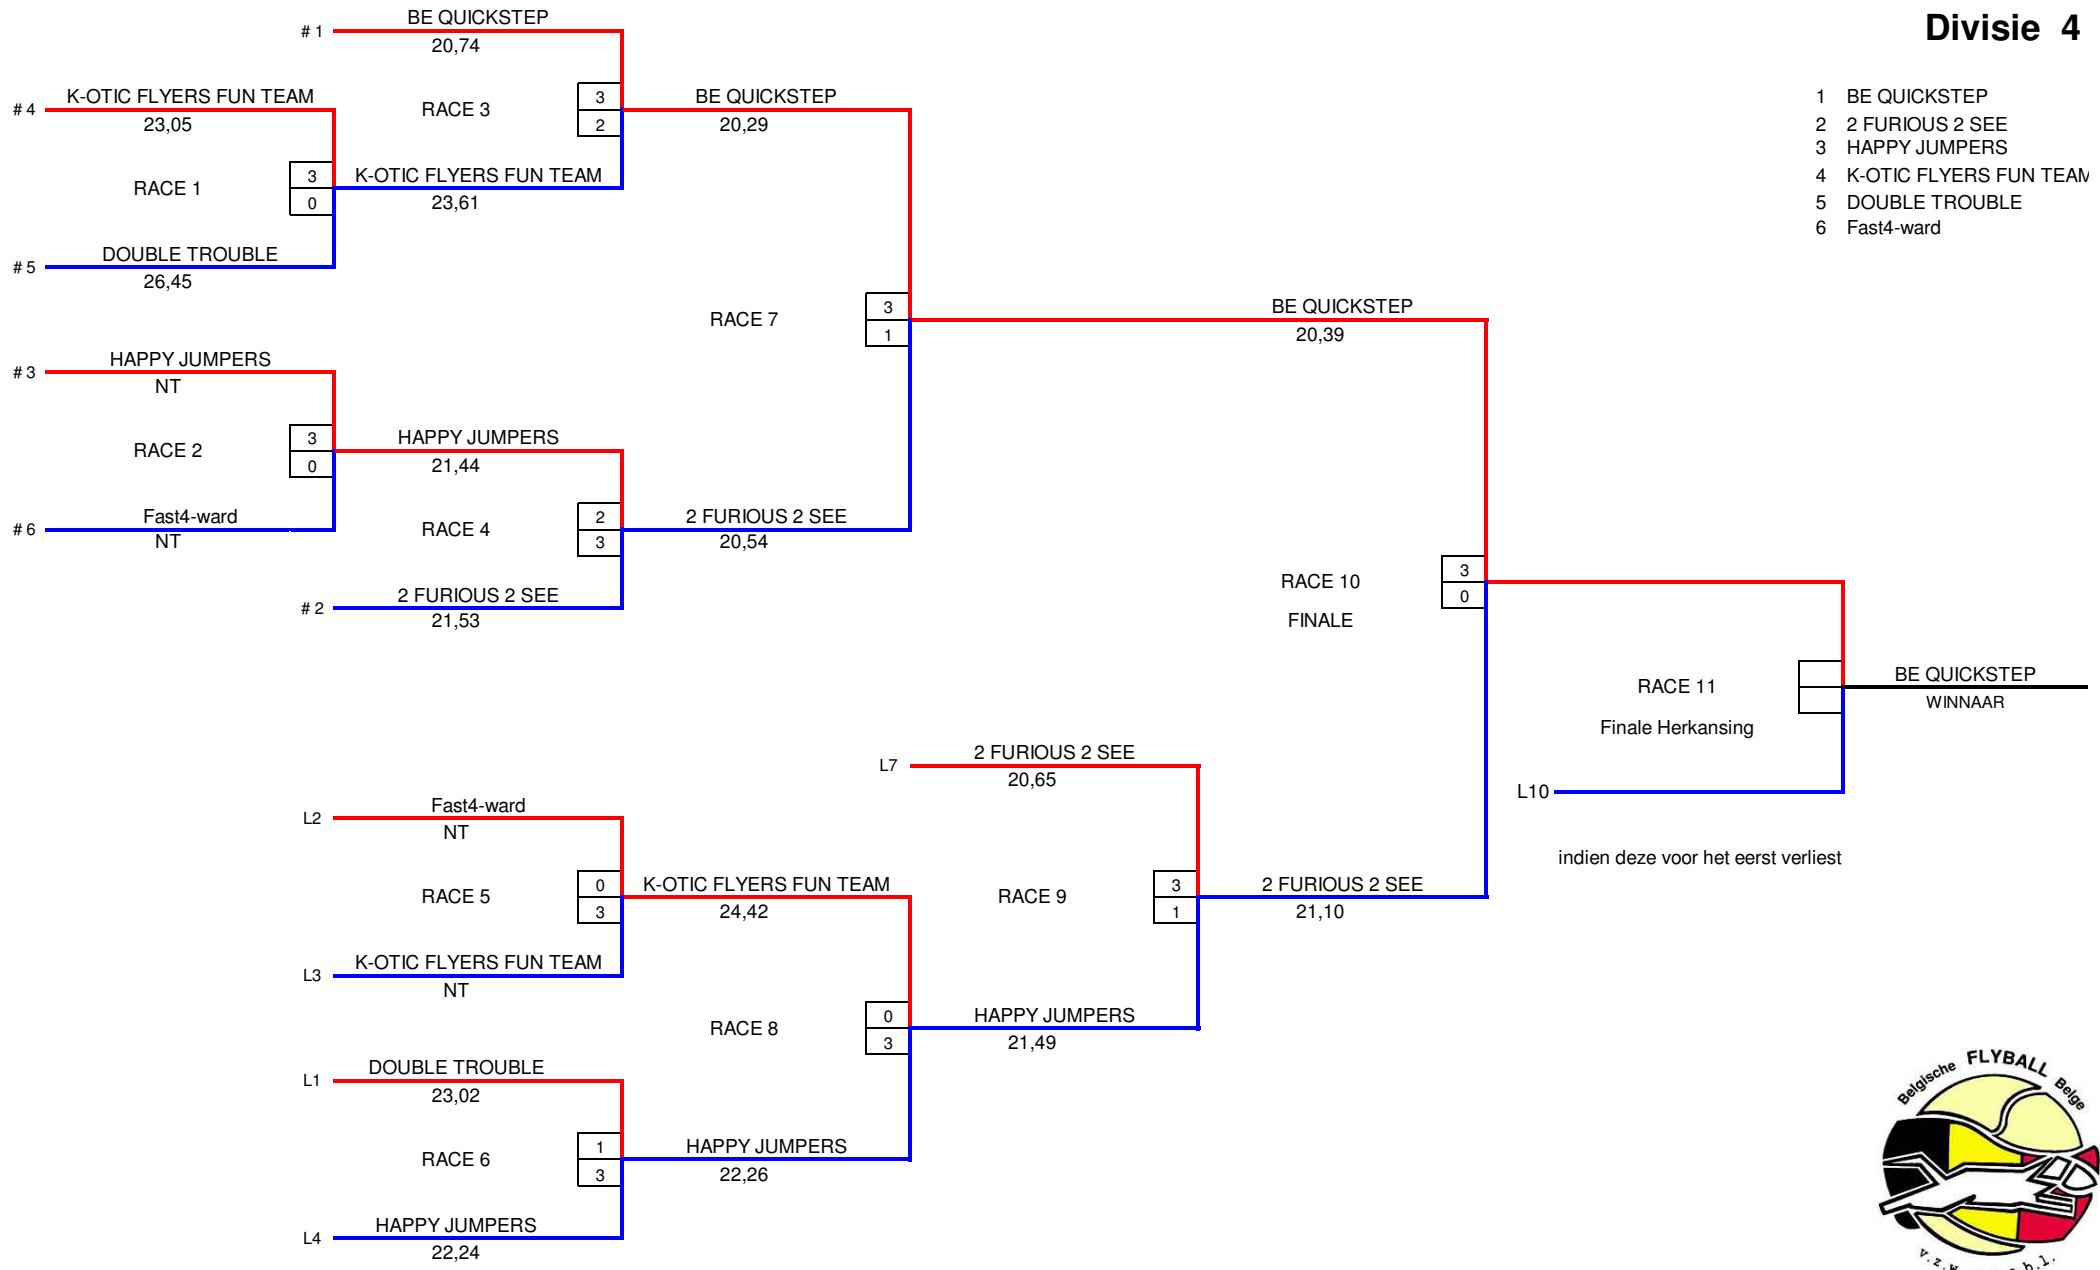 Divisie 4
1 BE QUICKSTEP
2 2 FURIOUS 2 SEE
3 HAPPY JUMPERS
4 K-OTIC FLYERS FUN TEAM
5 DOUBLE TROUBLE
6 Fast4-ward
# 1 BE QUICKSTEP
20,74
# 4 K-OTIC FLYERS FUN TEAM
23,05
RACE 1
3
0
# 5 DOUBLE TROUBLE
26,45
RACE 3
3
2
K-OTIC FLYERS FUN TEAM
23,61
BE QUICKSTEP
20,29
# 3 HAPPY JUMPERS
NT
RACE 2
3
0
# 6 Fast4-ward
NT
HAPPY JUMPERS
21,44
RACE 4
2
3
# 2 2 FURIOUS 2 SEE
21,53
2 FURIOUS 2 SEE
20,54
RACE 7
3
1
BE QUICKSTEP
20,39
RACE 10
FINALE
3
0
RACE 11
Finale Herkansing
BE QUICKSTEP
WINNAAR
L10
indien deze voor het eerst verliest
L7 2 FURIOUS 2 SEE
20,65
L2 Fast4-ward
NT
RACE 5
0
3
L3 K-OTIC FLYERS FUN TEAM
NT
K-OTIC FLYERS FUN TEAM
24,42
RACE 9
3
1
2 FURIOUS 2 SEE
21,10
RACE 8
0
3
HAPPY JUMPERS
21,49
L1 DOUBLE TROUBLE
23,02
RACE 6
1
3
HAPPY JUMPERS
22,26
L4 HAPPY JUMPERS
22,24
Belgische FLYBALL Belge
v.z.w.